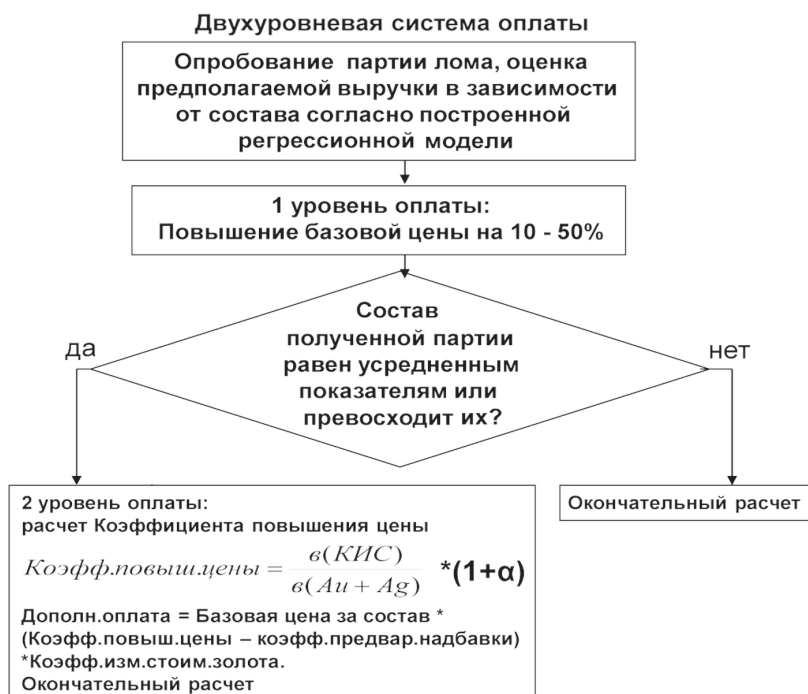 Двухуровневая система оплаты
Опробование партии лома, оценка
предполагаемой выручки в зависимости
от состава согласно построенной
регрессионной модели
1 уровень оплаты:
Повышение базовой цены на 10 - 50%
Состав
полученной партии
равен усредненным
показателям или
превосходит их?
да
нет
2 уровень оплаты:
расчет Коэффициента повышения цены
Коэфф.повыш.цены = в(КИС) / в(Au + Ag) *(1+α)
Дополн.оплата = Базовая цена за состав *
(Коэфф.повыш.цены – коэфф.предвар.надбавки)
*Коэфф.изм.стоим.золота.
Окончательный расчет
Окончательный расчет